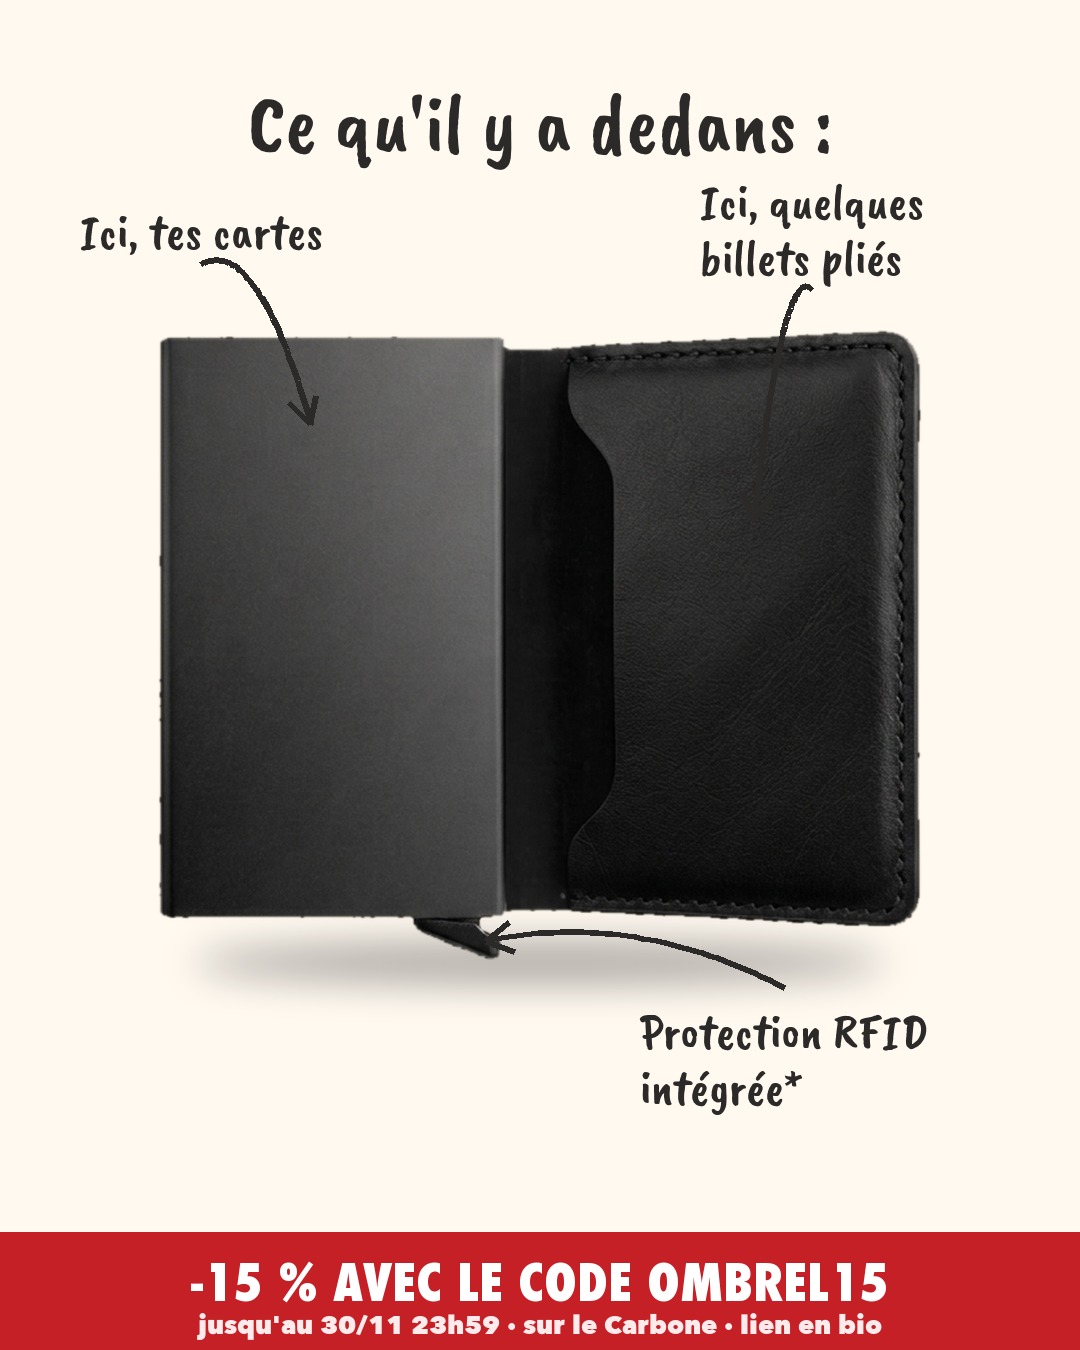 Ce qu'il y a dedans :
Ici, tes cartes
Ici, quelques
billets pliés
Protection RFID
intégrée*
-15 % AVEC LE CODE OMBREL15
jusqu'au 30/11 23h59 · sur le Carbone · lien en bio